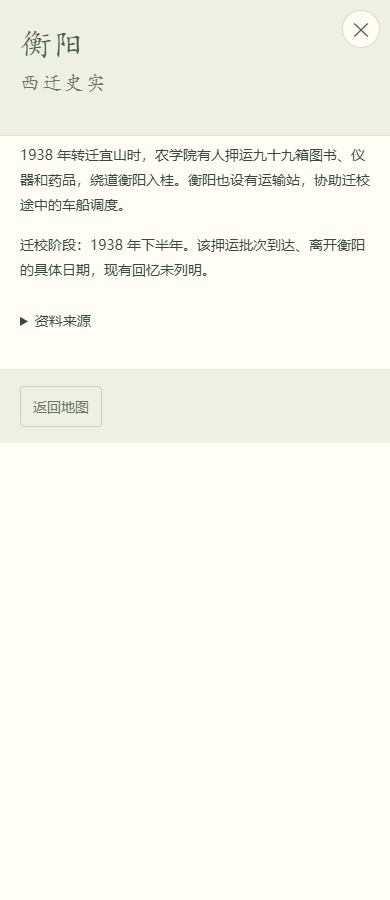 衡阳
西迁史实
1938 年转迁宜山时，农学院有人押运九十九箱图书、仪
器和药品，绕道衡阳入桂。衡阳也设有运输站，协助迁校
途中的车船调度。
迁校阶段：1938 年下半年。该押运批次到达、离开衡阳
的具体日期，现有回忆未列明。
资料来源
返回地图